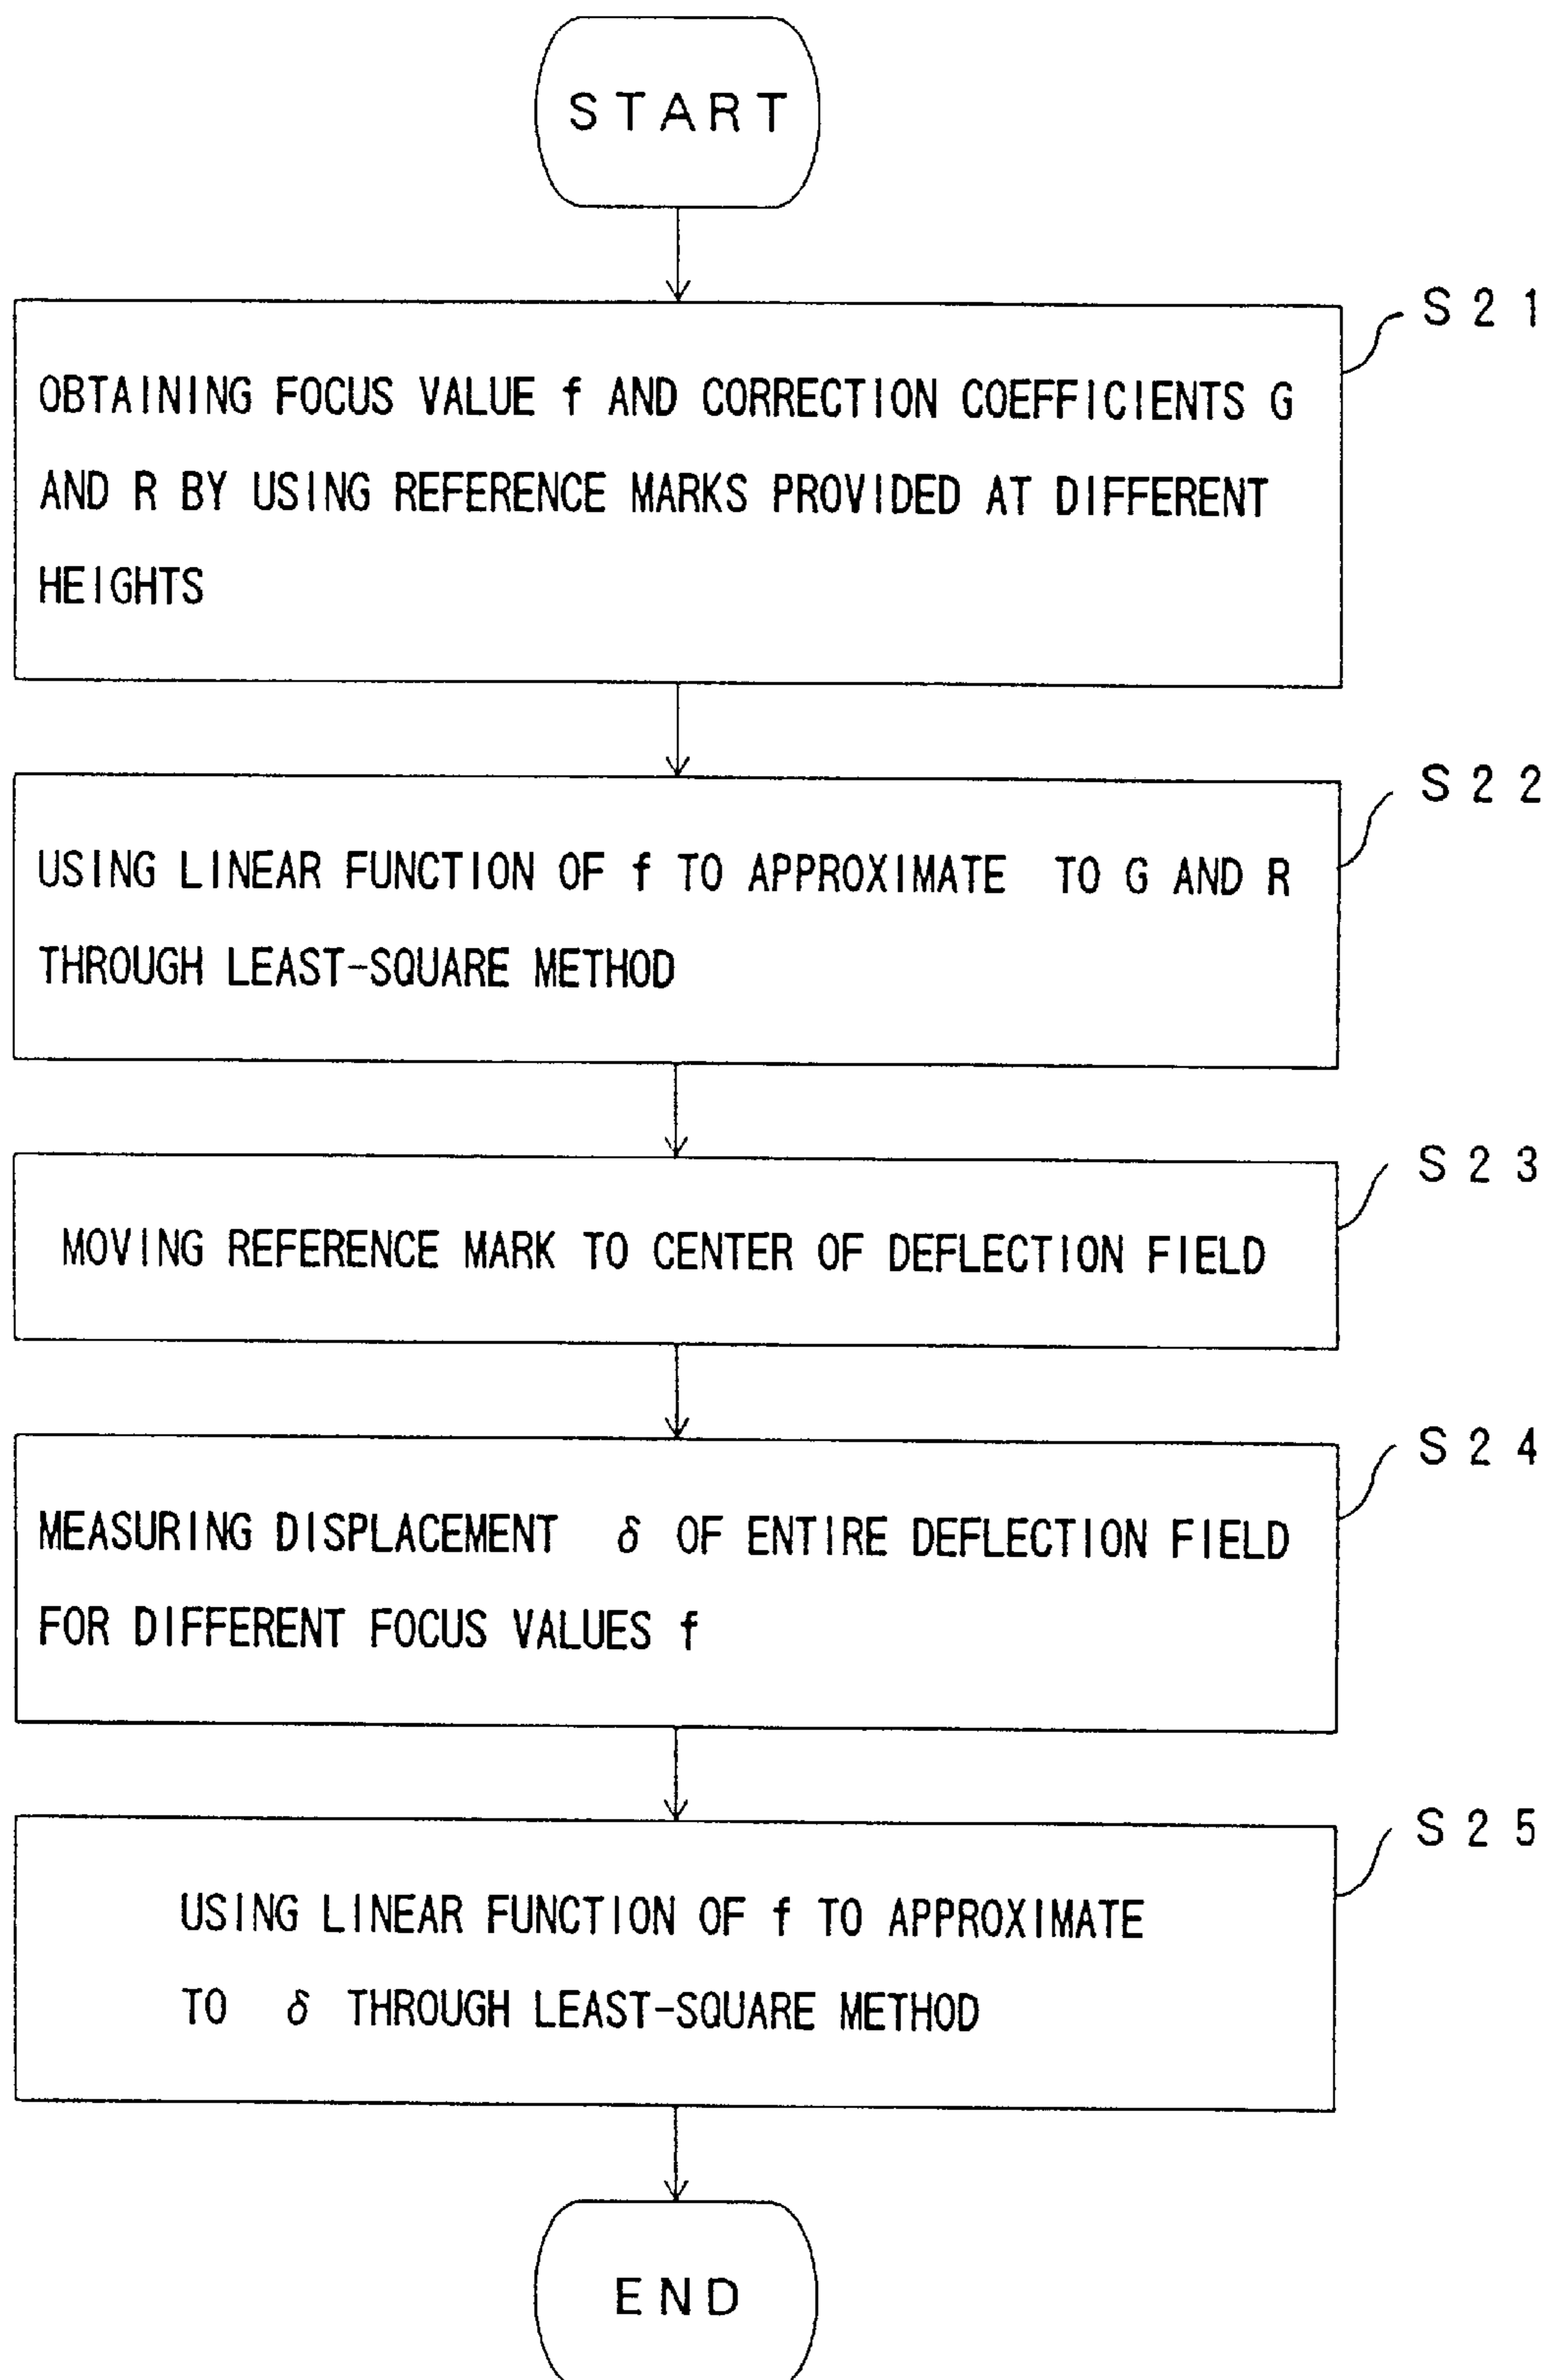 START
S21
OBTAINING FOCUS VALUE f AND CORRECTION COEFFICIENTS G
AND R BY USING REFERENCE MARKS PROVIDED AT DIFFERENT
HEIGHTS
S22
USING LINEAR FUNCTION OF f TO APPROXIMATE TO G AND R
THROUGH LEAST-SQUARE METHOD
S23
MOVING REFERENCE MARK TO CENTER OF DEFLECTION FIELD
S24
MEASURING DISPLACEMENT δ OF ENTIRE DEFLECTION FIELD
FOR DIFFERENT FOCUS VALUES f
S25
USING LINEAR FUNCTION OF f TO APPROXIMATE
TO δ THROUGH LEAST-SQUARE METHOD
END